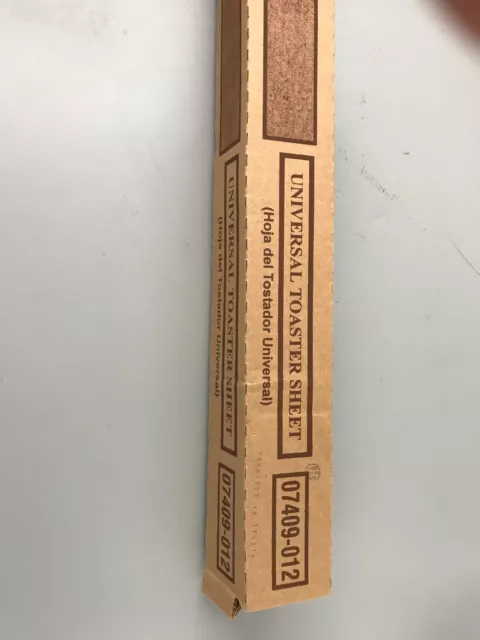 UNIVERSAL TOASTER SHEET
(Hoja del Tostador Universal)
07409-012
UNIVERSAL TOASTER SHEET
(Hoja del Tostador Universal)
07409-012